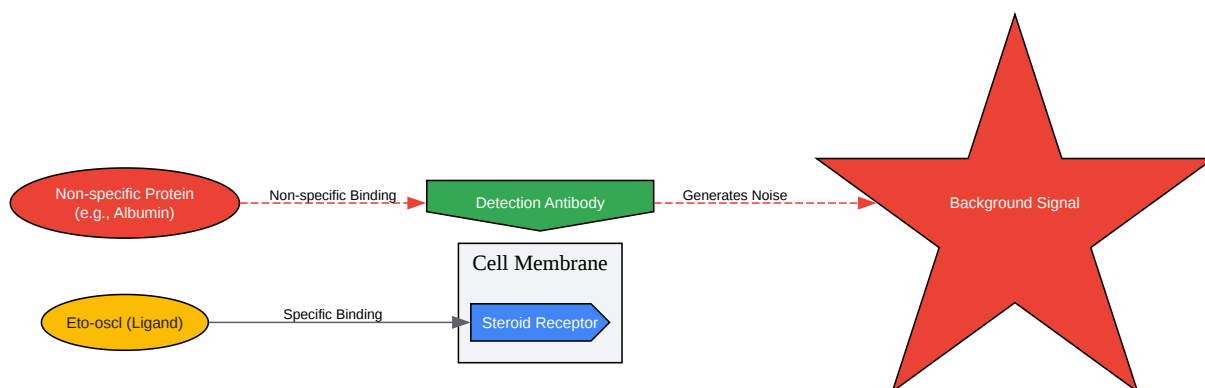 Non-specific Protein
(e.g., Albumin)
Non-specific Binding
Detection Antibody
Generates Noise
Background Signal
Cell Membrane
Eto-oscl (Ligand)
Specific Binding
Steroid Receptor